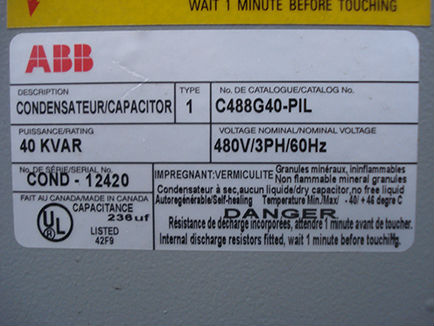 WAIT 1 MINUTE BEFORE TOUCHING
ABB
DESCRIPTION
CONDENSATEUR/CAPACITOR
TYPE
1
No. DE CATALOGUE/CATALOG No.
C488G40-PIL
PUISSANCE/RATING
40 KVAR
VOLTAGE NOMINAL/NOMINAL VOLTAGE
480V/3PH/60Hz
No. DE SÉRIE/SERIAL No.
COND - 12420
FAIT AU CANADA/MADE IN CANADA
CAPACITANCE
236uf
UL
LISTED
42F9
IMPREGNANT:VERMICULITE
Granules minéraux, ininflammables
Non flammable mineral granules
Condensateur à sec,aucun liquide/dry capacitor,no free liquid
Autoregénérable/Self-healing Temperature Min./Max/ - 40/ + 46 degre C
DANGER
Résistance de décharge incorporées, attendre 1 minute avant de toucher.
Internal discharge resistors fitted, wait 1 minute before touching.